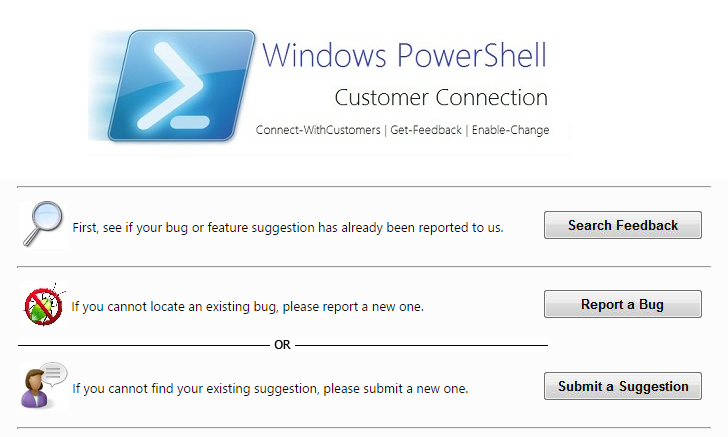 Windows PowerShell
Customer Connection
Connect-WithCustomers | Get-Feedback | Enable-Change
First, see if your bug or feature suggestion has already been reported to us.
Search Feedback
If you cannot locate an existing bug, please report a new one.
Report a Bug
OR
If you cannot find your existing suggestion, please submit a new one.
Submit a Suggestion